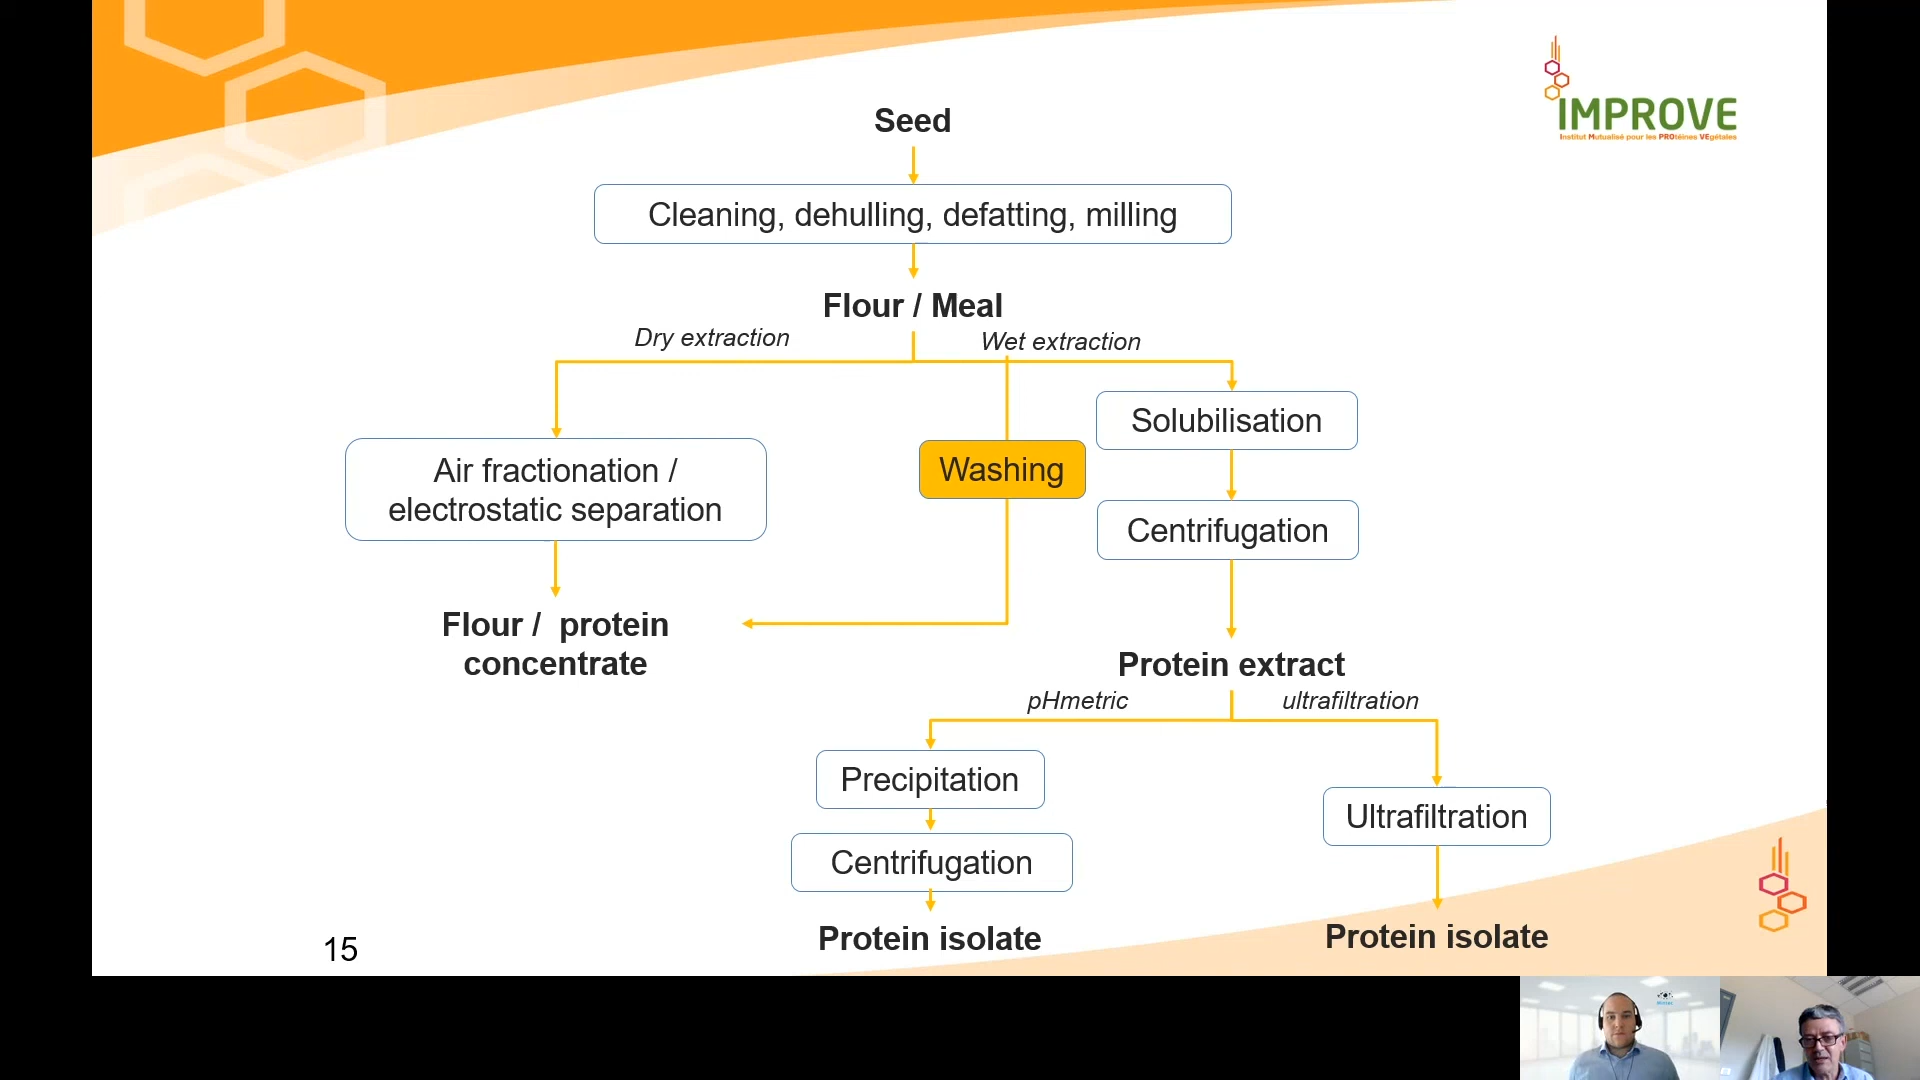 IMPROVE
Institut Mutualisé pour les PROtéines VEgétales
Seed
Cleaning, dehulling, defatting, milling
Flour / Meal
Dry extraction
Wet extraction
Air fractionation /
electrostatic separation
Washing
Solubilisation
Centrifugation
Flour / protein
concentrate
Protein extract
pHmetric
ultrafiltration
Precipitation
Centrifugation
Protein isolate
Ultrafiltration
Protein isolate
15